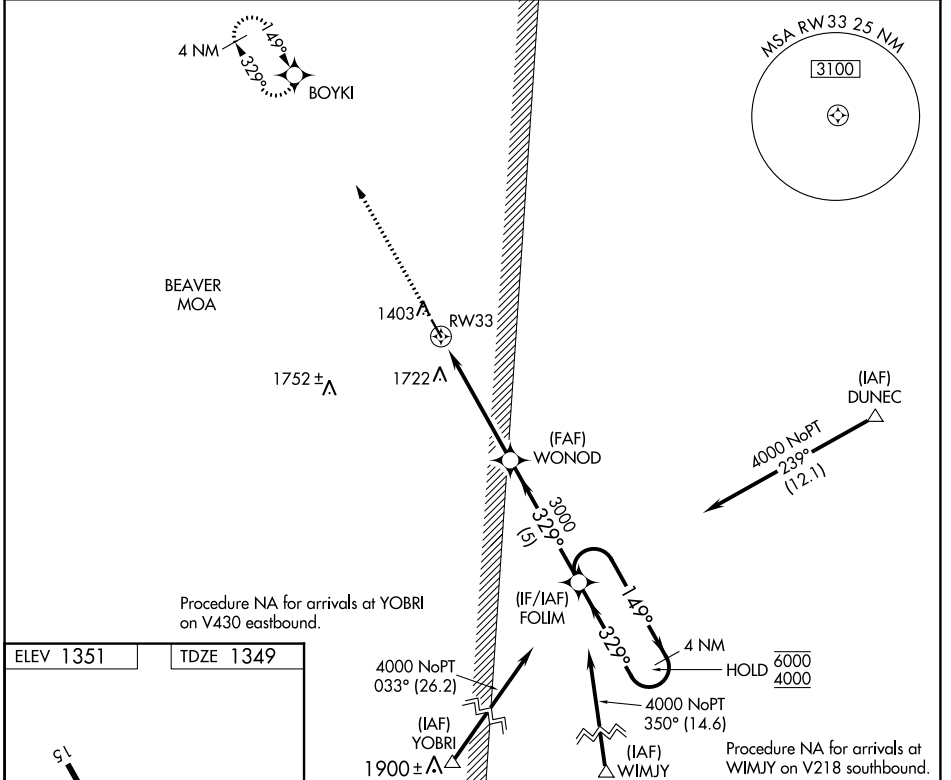 4 NM
149°
329°
BOYKI
MSA RW33 25 NM
3100
BEAVER
MOA
1403
RW33
1752 ±
1722
(IAF)
DUNEC
4000 NoPT
239°
(12.1)
(FAF)
WONOD
3000
329°
(5)
(IF/IAF)
FOLIM
149°
329°
4 NM
HOLD
6000
4000
Procedure NA for arrivals at YOBRI
on V430 eastbound.
ELEV 1351
TDZE 1349
4000 NoPT
033° (26.2)
4000 NoPT
350° (14.6)
(IAF)
YOBRI
1900 ±
(IAF)
WIMUY
Procedure NA for arrivals at
WIMUY on V218 southbound.
15